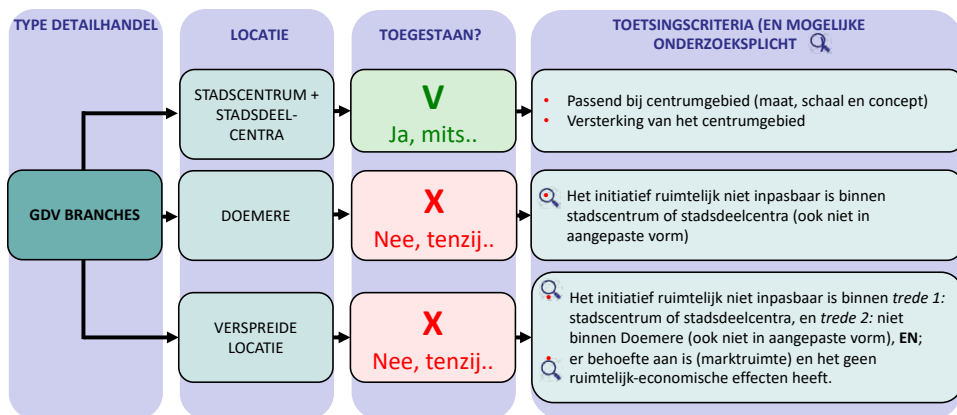 TYPE DETAILHANDEL
LOCATIE
TOEGESTAAN?
TOETSINGSCRITERIA (EN MOGELIJKE
ONDERZOEKSPLICHT
GDV BRANCHES
STADSCENTRUM +
STADSDEEL-
CENTRA
V
Ja, mits..
• Passend bij centrumgebied (maat, schaal en concept)
• Versterking van het centrumgebied
DOEMERE
X
Nee, tenzij..
Het initiatief ruimtelijk niet inpasbaar is binnen
stadscentrum of stadsdeelcentra (ook niet in
aangepaste vorm)
VERSPREIDE
LOCATIE
X
Nee, tenzij..
Het initiatief ruimtelijk niet inpasbaar is binnen trede 1:
stadscentrum of stadsdeelcentra, en trede 2: niet
binnen Doemere (ook niet in aangepaste vorm), EN;
er behoefte aan is (marktruimte) en het geen
ruimtelijk-economische effecten heeft.